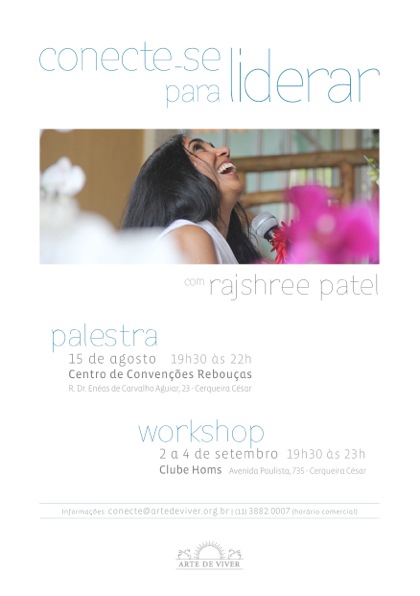 conecte-se
para liderar
com rajshree patel
palestra
15 de agosto 19h30 às 22h
Centro de Convenções Rebouças
R. Dr. Enéas de Carvalho Aguiar, 23 - Cerqueira César
workshop
2 a 4 de setembro 19h30 às 23h
Clube Homs Avenida Paulista, 735 - Cerqueira César
Informações conecte@artedeviver.org.br | (11) 3882 0007 (horário comercial)
ARTE DE VIVER